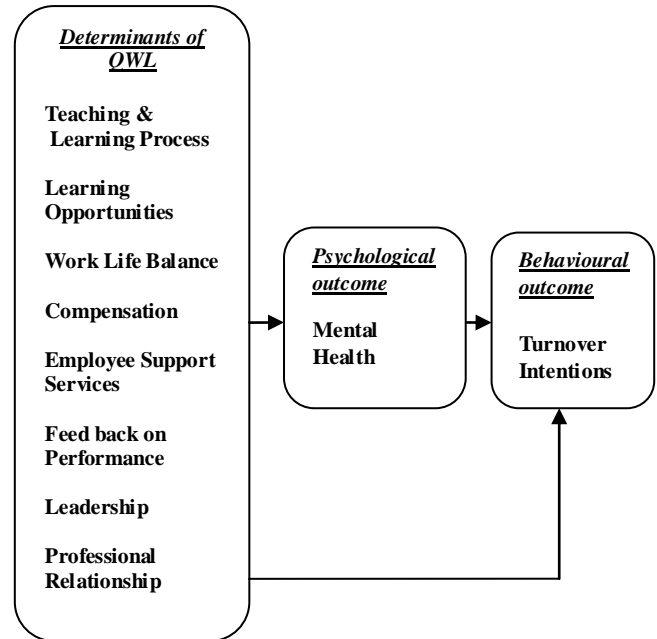 Determinants of
QWL
Teaching &
Learning Process
Learning
Opportunities
Work Life Balance
Compensation
Employee Support
Services
Feed back on
Performance
Leadership
Professional
Relationship
Psychological
outcome
Mental
Health
Behavioural
outcome
Turnover
Intentions